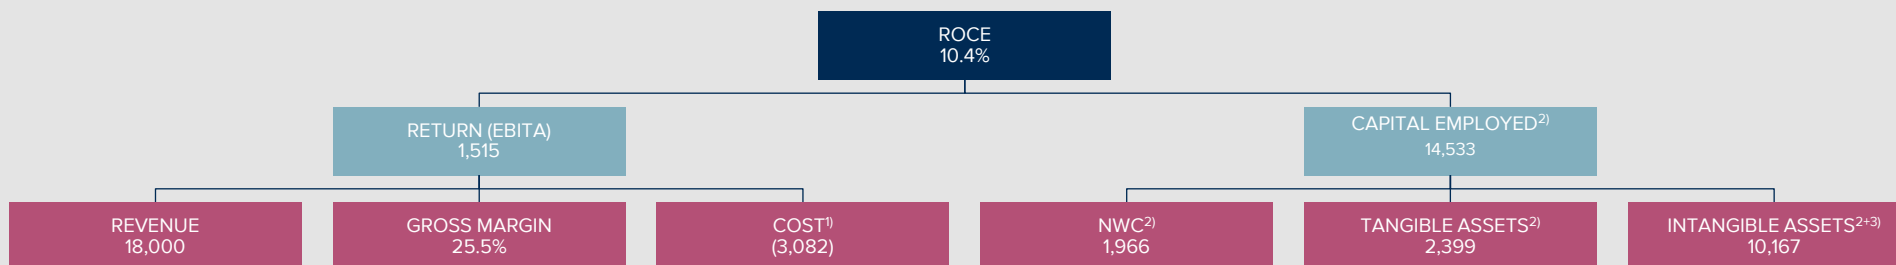 ROCE
10.4%
RETURN (EBITA)
1,515
CAPITAL EMPLOYED2)
14,533
REVENUE
18,000
GROSS MARGIN
25.5%
COST1)
(3,082)
NWC2)
1,966
TANGIBLE ASSETS2)
2,399
INTANGIBLE ASSETS2+3)
10,167